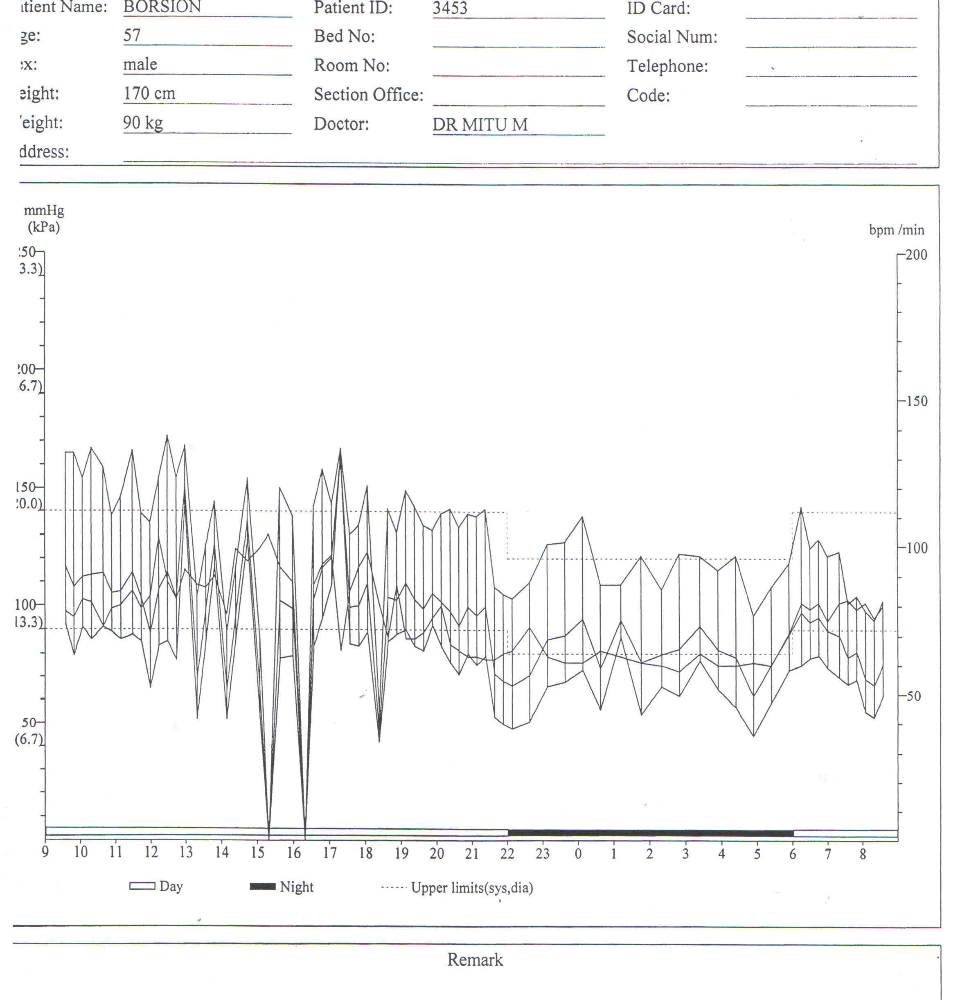 tient Name: BORSION Patient ID: 3453 ID Card:
ge: 57 Bed No: Social Num:
x: male Room No: Telephone:
eight: 170 cm Section Office: Code:
eight: 90 kg Doctor: DR MITU M
ddress:
mmHg
(kPa)
bpm /min
50
3.3)
200
00
6.7)
150
150
0.0)
100
100
13.3)
50
50
(6.7)
9 10 11 12 13 14 15 16 17 18 19 20 21 22 23 0 1 2 3 4 5 6 7 8
Day Night Upper limits(sys,dia)
Remark